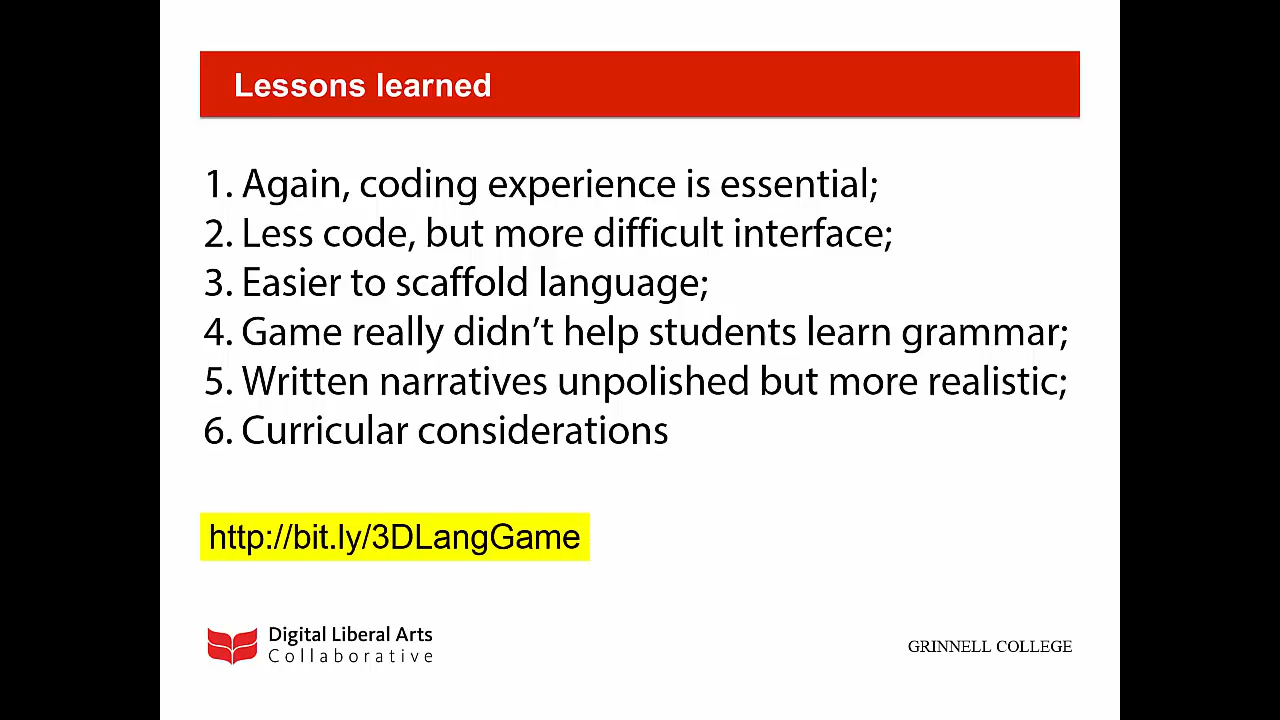 Lessons learned
1. Again, coding experience is essential;
2. Less code, but more difficult interface;
3. Easier to scaffold language;
4. Game really didn’t help students learn grammar;
5. Written narratives unpolished but more realistic;
6. Curricular considerations
http://bit.ly/3DLangGame
Digital Liberal Arts
Collaborative
GRINNELL COLLEGE